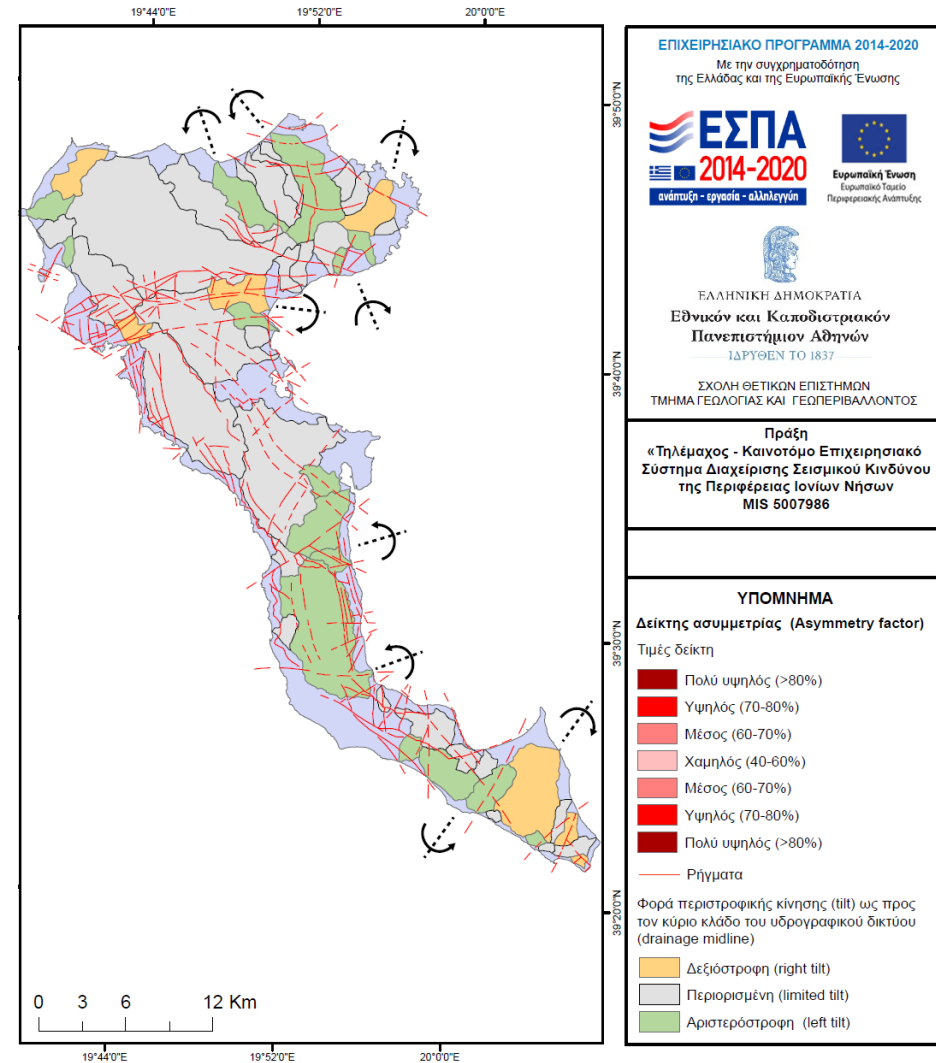 19°44'0"E
19°52'0"E
20°0'0"E
39°50'0"N
39°40'0"N
39°30'0"N
39°20'0"N
0 3 6 12 Km
19°44'0"E
19°52'0"E
20°0'0"E
ΕΠΙΧΕΙΡΗΣΙΑΚΟ ΠΡΟΓΡΑΜΜΑ 2014-2020
Με την συγχρηματοδότηση
της Ελλάδας και της Ευρωπαϊκής Ένωσης
ΕΣΠΑ
2014-2020
ανάπτυξη - εργασία - αλληλεγγύη
Ευρωπαϊκή Ένωση
Ευρωπαϊκό Ταμείο
Περιφερειακής Ανάπτυξης
ΕΛΛΗΝΙΚΗ ΔΗΜΟΚΡΑΤΙΑ
Εθνικόν και Καποδιστριακόν
Πανεπιστήμιον Αθηνών
ΙΔΡΥΘΕΝ ΤΟ 1837
ΣΧΟΛΗ ΘΕΤΙΚΩΝ ΕΠΙΣΤΗΜΩΝ
ΤΜΗΜΑ ΓΕΩΛΟΓΙΑΣ ΚΑΙ ΓΕΩΠΕΡΙΒΑΛΛΟΝΤΟΣ
Πράξη
«Τηλέμαχος - Καινοτόμο Επιχειρησιακό
Σύστημα Διαχείρισης Σεισμικού Κινδύνου
της Περιφέρειας Ιονίων Νήσων
MIS 5007986
ΥΠΟΜΝΗΜΑ
Δείκτης ασυμμετρίας (Asymmetry factor)
Τιμές δείκτη
Πολύ υψηλός (>80%)
Υψηλός (70-80%)
Μέσος (60-70%)
Χαμηλός (40-60%)
Μέσος (60-70%)
Υψηλός (70-80%)
Πολύ υψηλός (>80%)
Ρήγματα
Φορά περιστροφικής κίνησης (tilt) ως προς
τον κύριο κλάδο του υδρογραφικού δικτύου
(drainage midline)
Δεξιόστροφη (right tilt)
Περιορισμένη (limited tilt)
Αριστερόστροφη (left tilt)